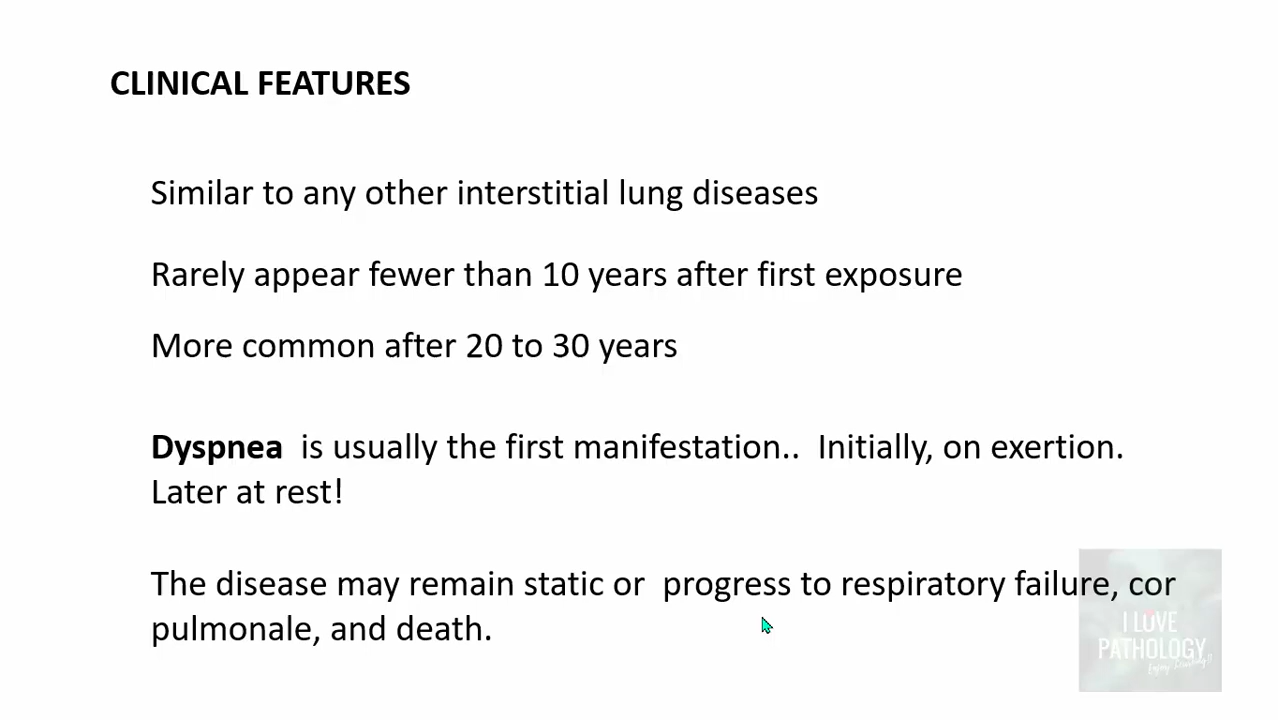 CLINICAL FEATURES
Similar to any other interstitial lung diseases
Rarely appear fewer than 10 years after first exposure
More common after 20 to 30 years
Dyspnea is usually the first manifestation.. Initially, on exertion.
Later at rest!
The disease may remain static or progress to respiratory failure, cor
pulmonale, and death.
I LOVE
PATHOLOGY
Enjoy Learning!!